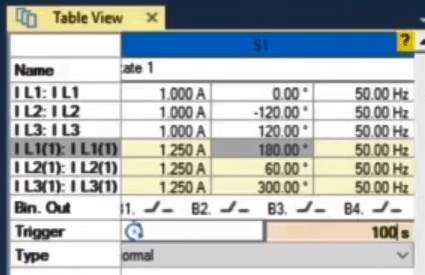 Table View ×
S1 ?
Name ate 1
I L1: I L1 1.000 A 0.00 ° 50.00 Hz
I L2: I L2 1.000 A -120.00 ° 50.00 Hz
I L3: I L3 1.000 A 120.00 ° 50.00 Hz
I L1(1): I L1(1) 1.250 A 180.00 ° 50.00 Hz
I L2(1): I L2(1) 1.250 A 60.00 ° 50.00 Hz
I L3(1): I L3(1) 1.250 A 300.00 ° 50.00 Hz
Bin. Out 31. B2. B3. B4.
Trigger 100 s
Type ormal